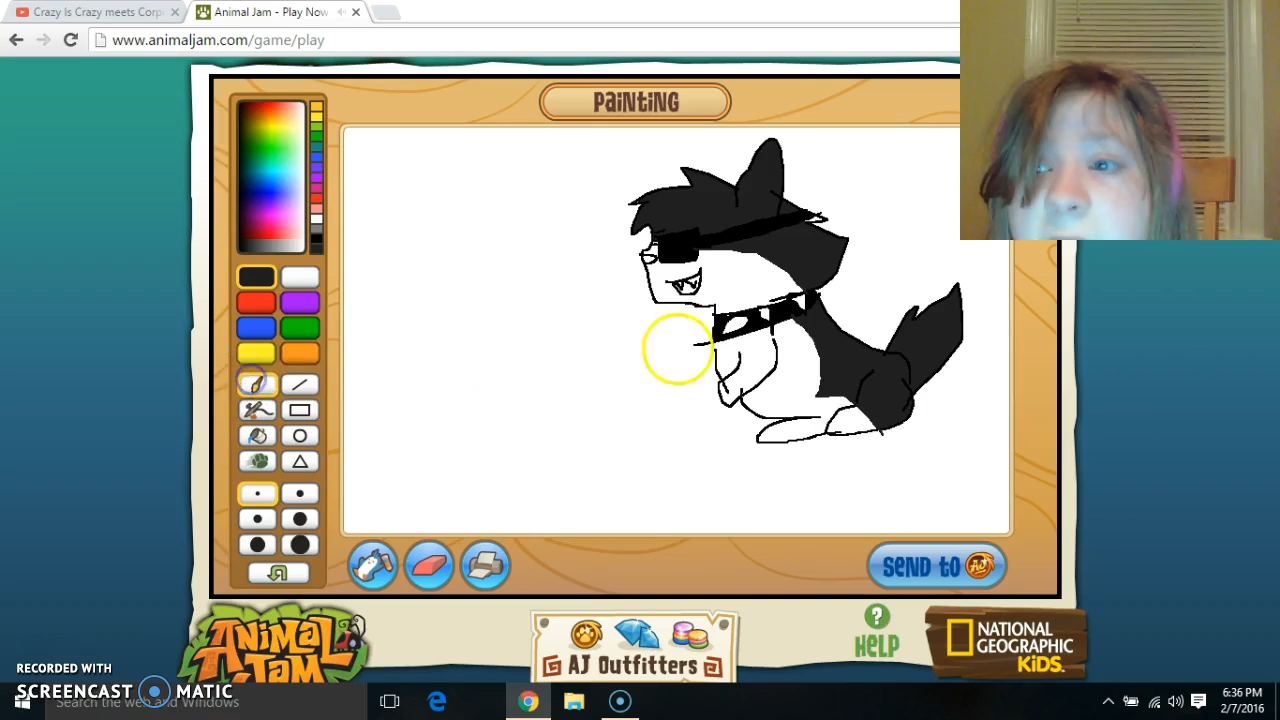 Crazy Is Crazy meets Corp
Animal Jam - Play Now
www.animaljam.com/game/play
PAINTING
SEND TO AJ
ANIMAL JAM
AJ Outfitters
HELP
NATIONAL
GEOGRAPHIC
KiDS
RECORDED WITH
SCREENCAST MATIC
Search the web and Windows
6:36 PM
2/7/2016